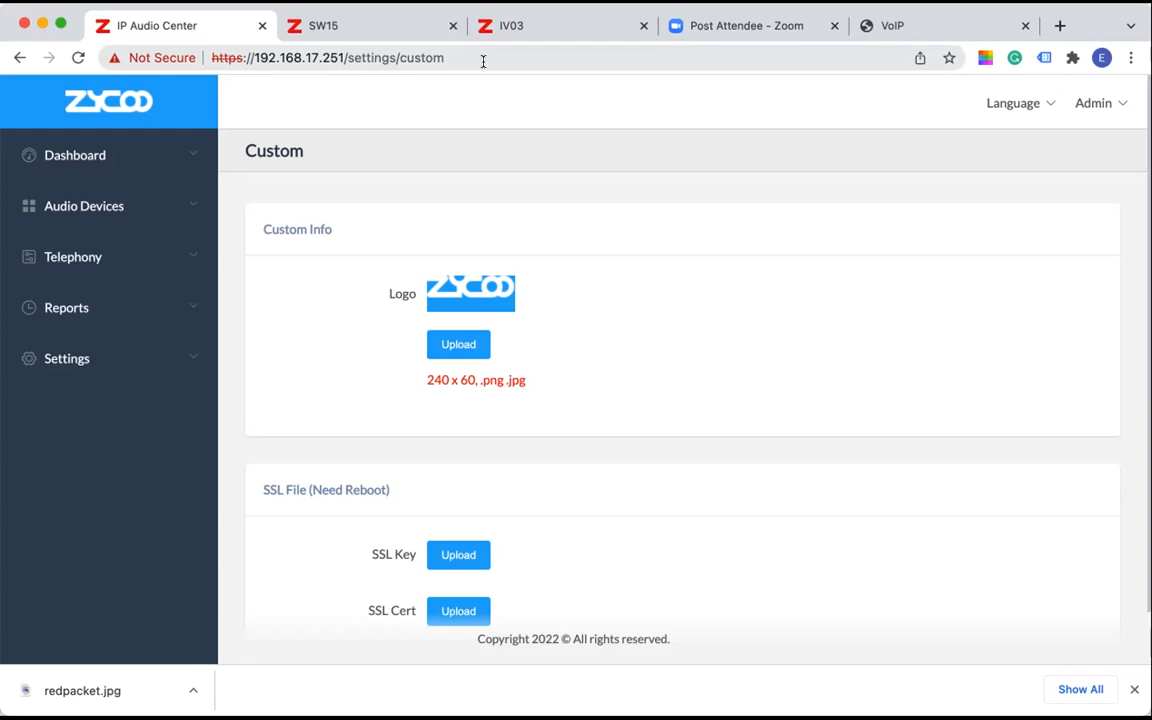 IP Audio Center
SW15
IV03
Post Attendee - Zoom
VoIP
Not Secure https://192.168.17.251/settings/custom
E
ZYCOO
Language
Admin
Dashboard
Audio Devices
Telephony
Reports
Settings
Custom
Custom Info
Logo
ZYCOO
Upload
240 x 60, .png .jpg
SSL File (Need Reboot)
SSL Key
Upload
SSL Cert
Upload
Copyright 2022 © All rights reserved.
redpacket.jpg
Show All